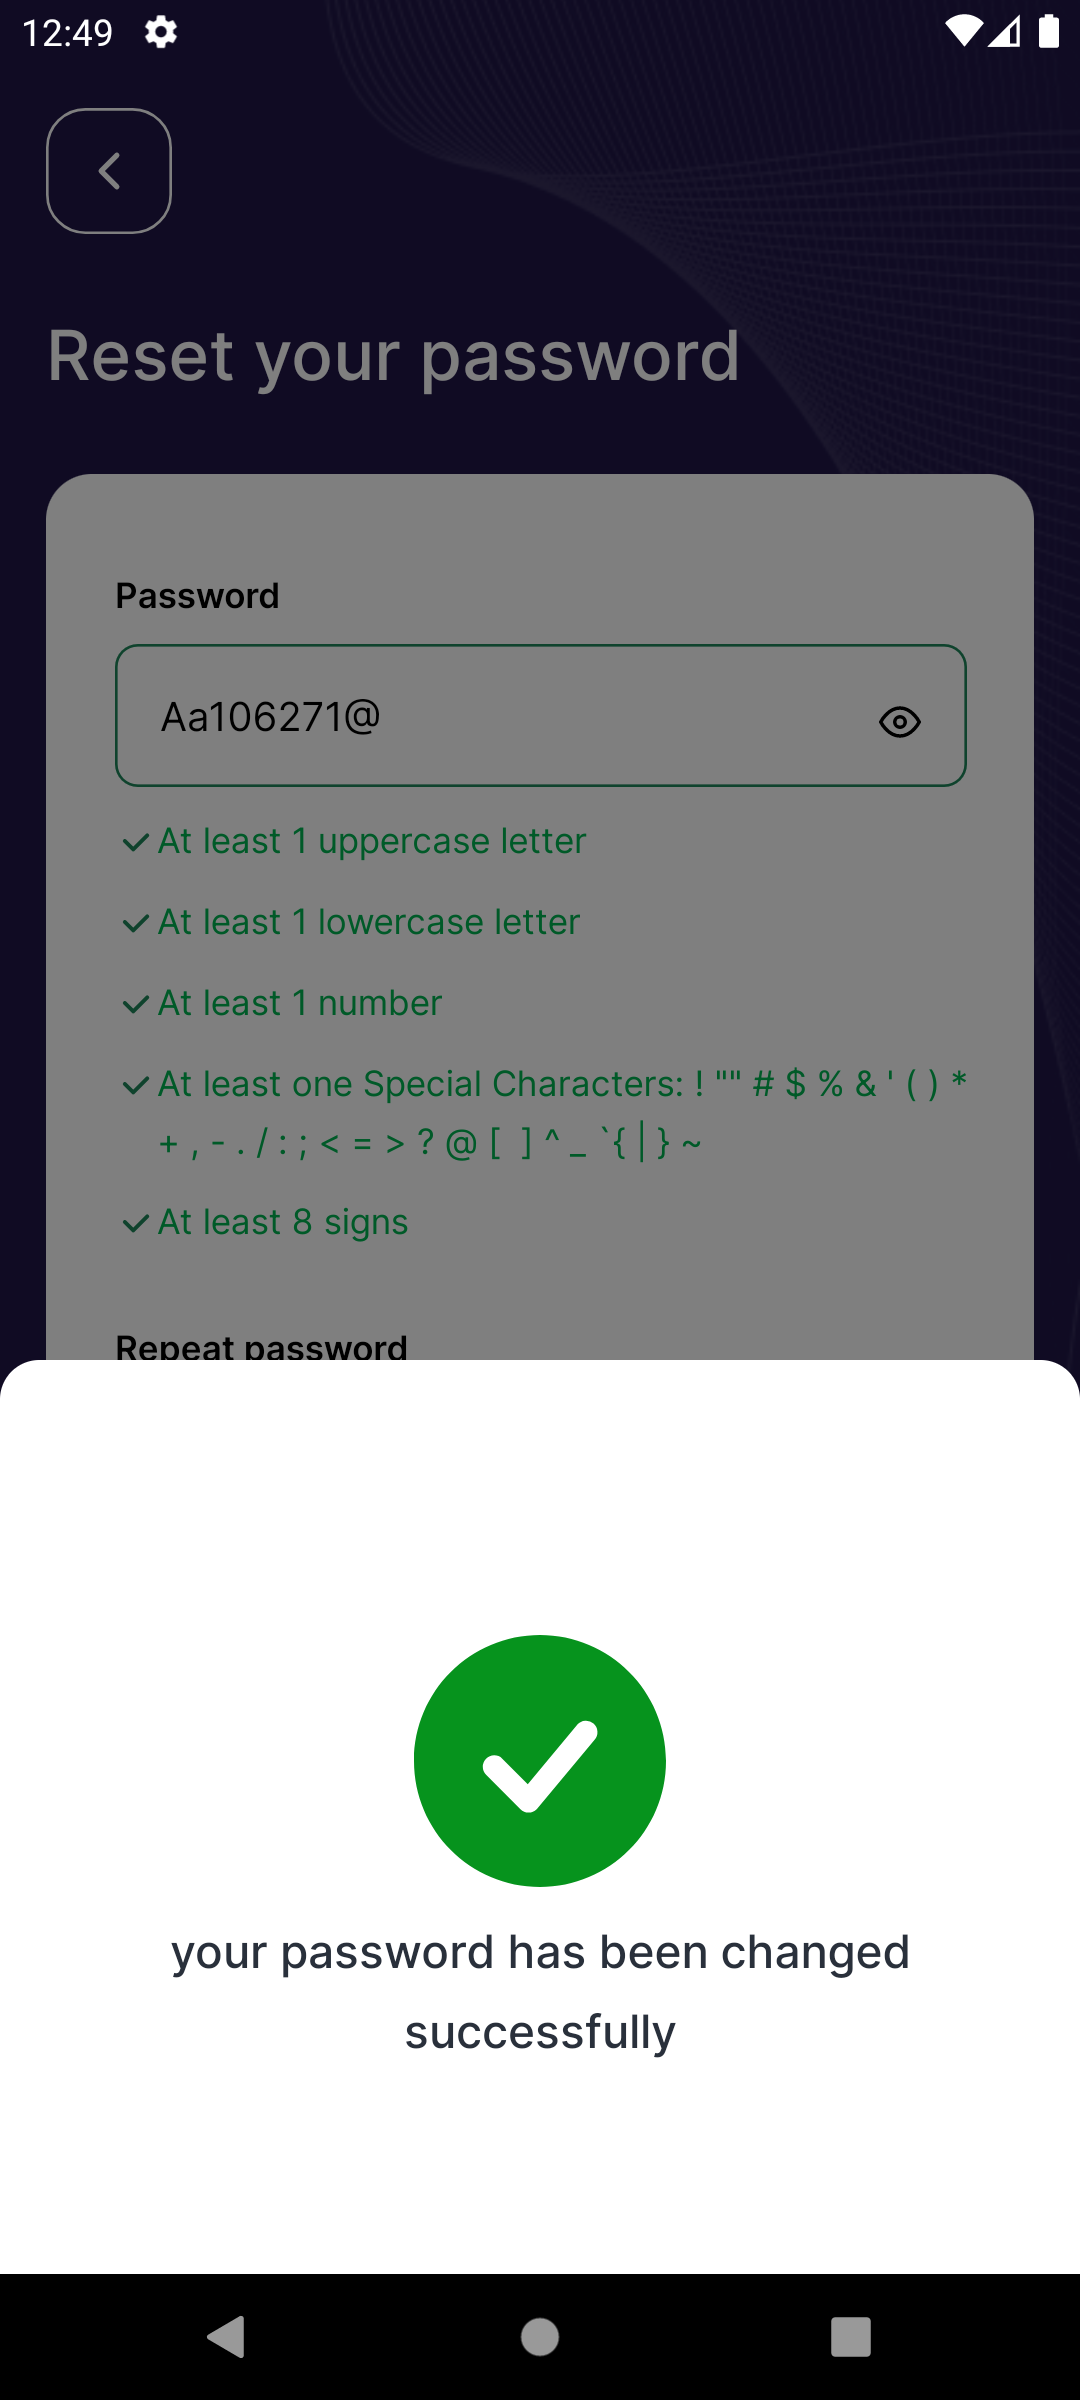 12:49
Reset your password
Password
Aa106271@
At least 1 uppercase letter
At least 1 lowercase letter
At least 1 number
At least one Special Characters: ! "" # $ % & ' ( ) *
+ , - . / : ; < = > ? @ [  ] ^ _ `{ | } ~
At least 8 signs
Repeat password
your password has been changed
successfully